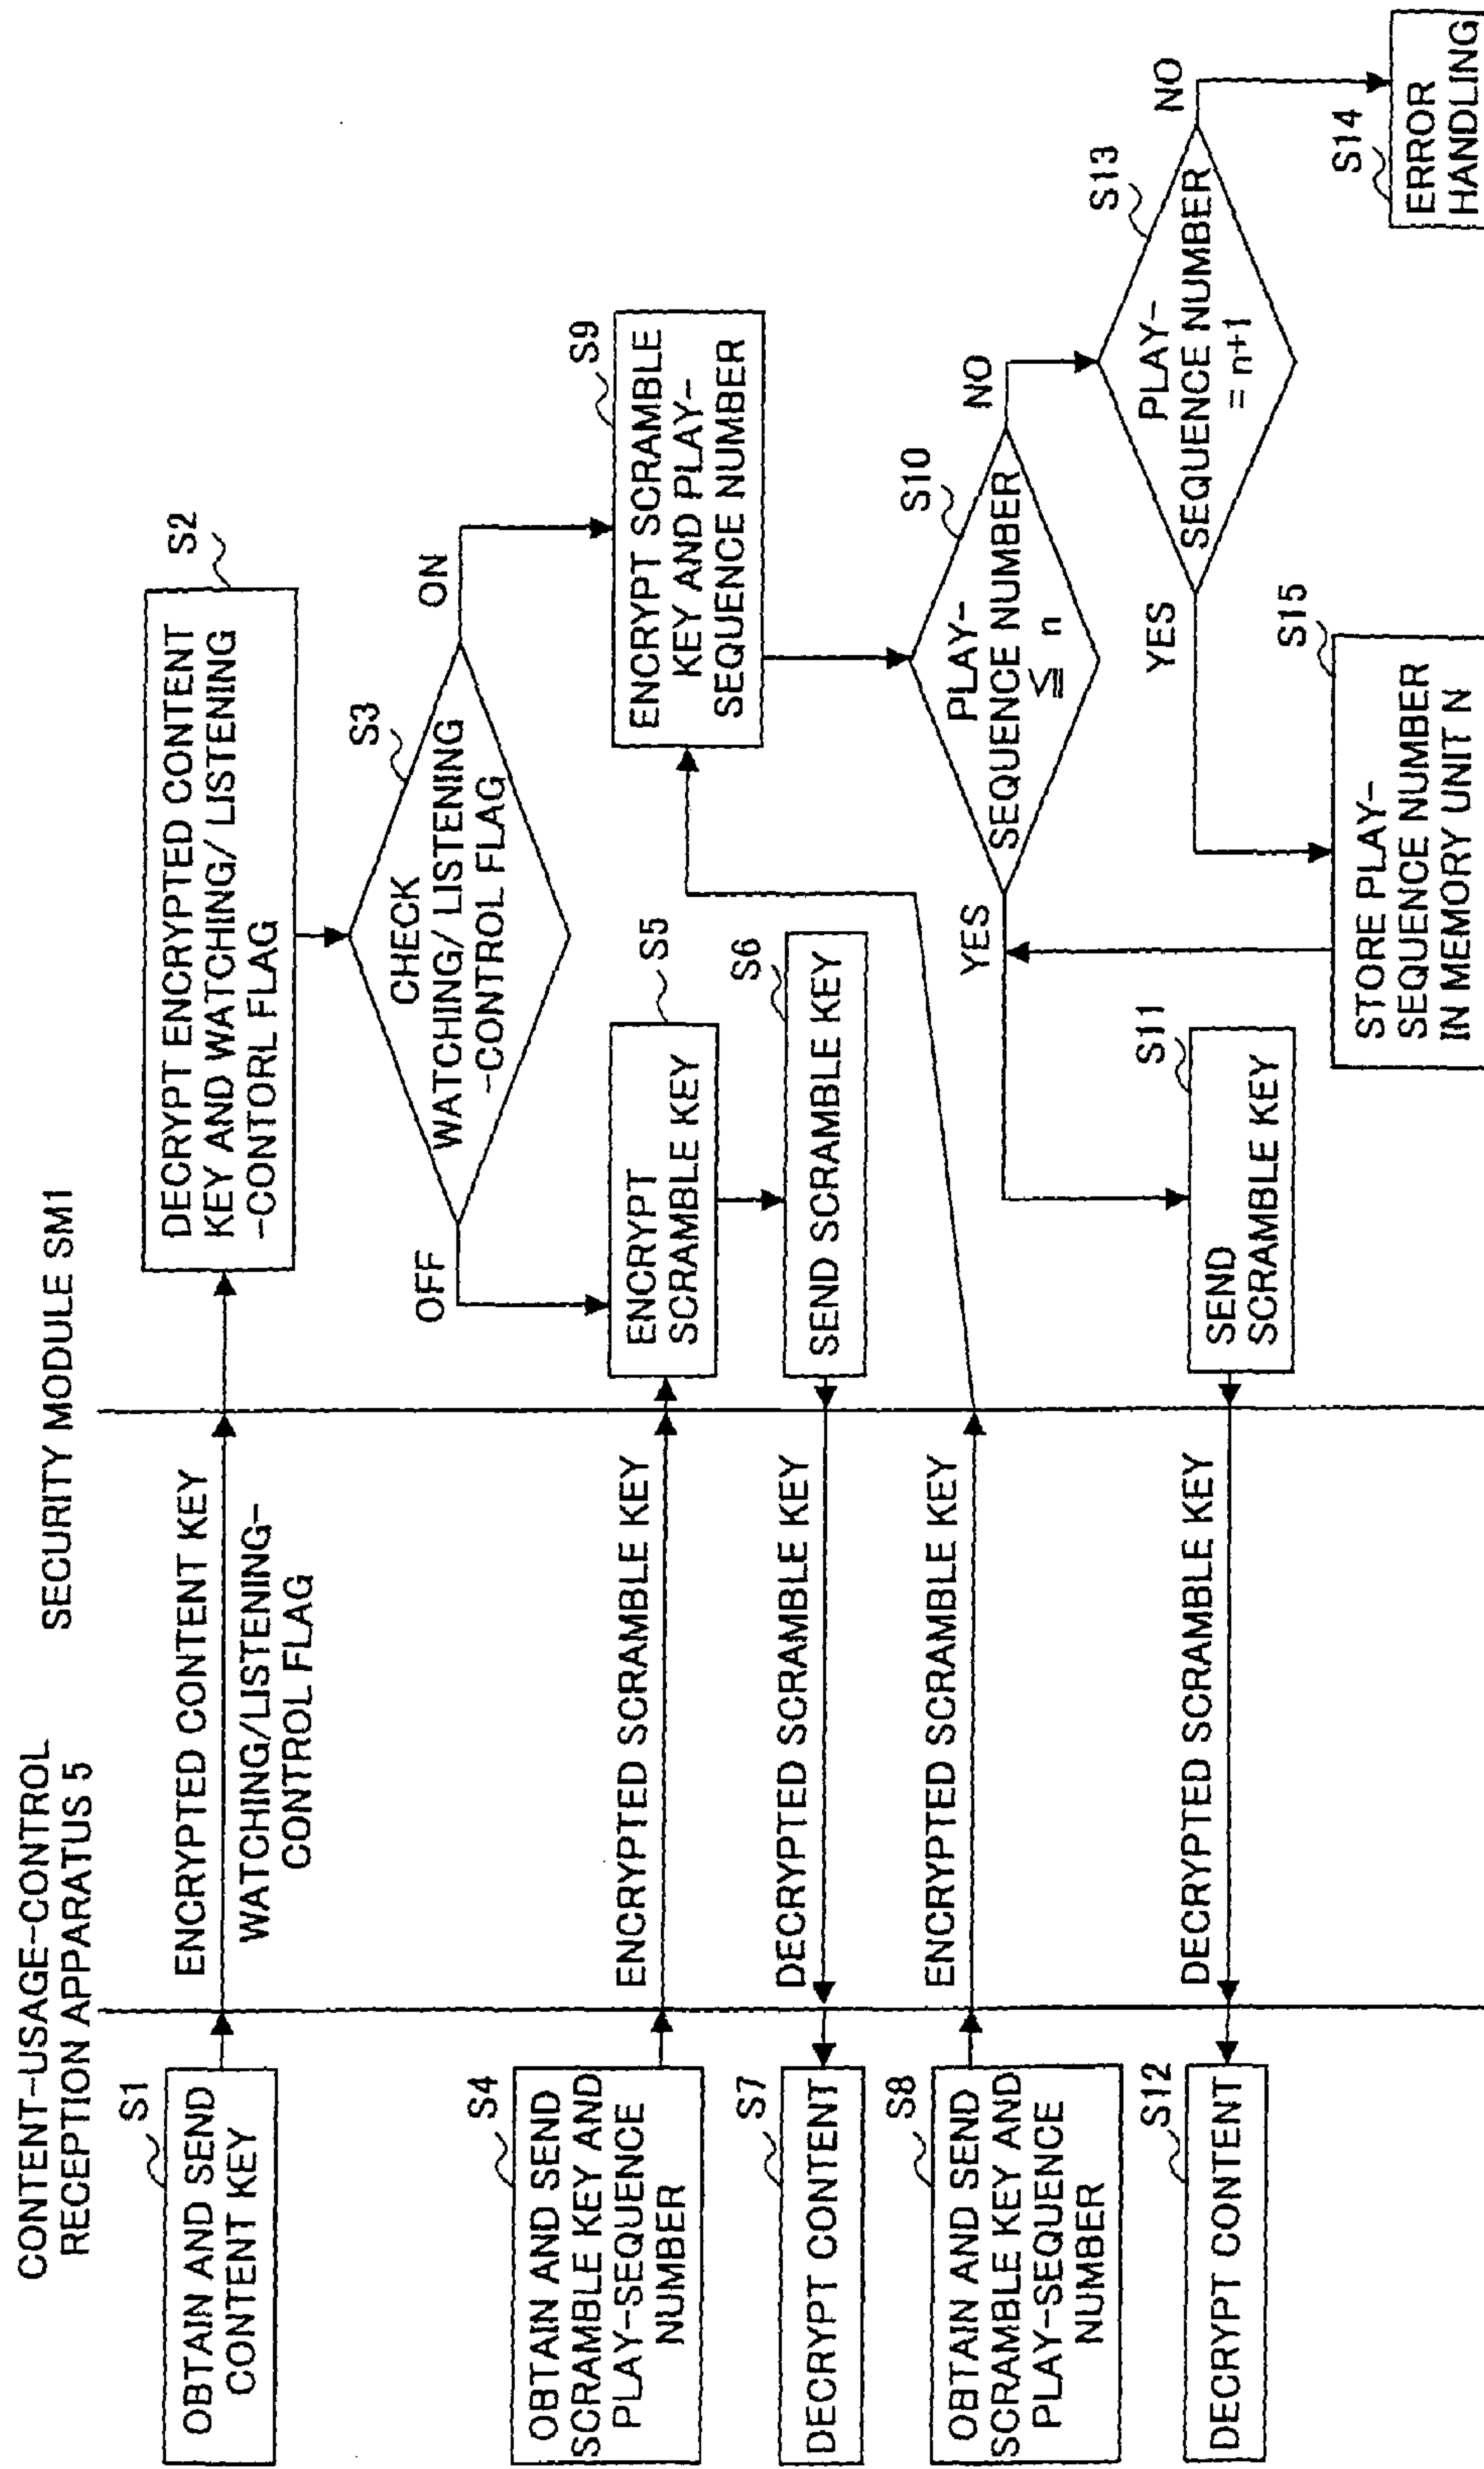 CONTENT-USAGE-CONTROL
RECEPTION APPARATUS 5
SECURITY MODULE SM1
S1
OBTAIN AND SEND
CONTENT KEY
ENCRYPTED CONTENT KEY
WATCHING/LISTENING-
CONTROL FLAG
S2
DECRYPT ENCRYPTED CONTENT
KEY AND WATCHING/ LISTENING
-CONTORL FLAG
S3
CHECK
WATCHING/ LISTENING
-CONTROL FLAG
OFF
ON
S4
OBTAIN AND SEND
SCRAMBLE KEY AND
PLAY-SEQUENCE
NUMBER
ENCRYPTED SCRAMBLE KEY
S5
ENCRYPT
SCRAMBLE KEY
S9
ENCRYPT SCRAMBLE
KEY AND PLAY-
SEQUENCE NUMBER
S7
DECRYPT CONTENT
DECRYPTED SCRAMBLE KEY
S6
SEND SCRAMBLE KEY
S8
OBTAIN AND SEND
SCRAMBLE KEY AND
PLAY-SEQUENCE
NUMBER
ENCRYPTED SCRAMBLE KEY
S10
PLAY-
SEQUENCE NUMBER
≦ n
YES
NO
S12
DECRYPT CONTENT
DECRYPTED SCRAMBLE KEY
S11
SEND
SCRAMBLE KEY
S13
PLAY-
SEQUENCE NUMBER
= n+1
YES
NO
S15
STORE PLAY-
SEQUENCE NUMBER
IN MEMORY UNIT N
S14
ERROR
HANDLING